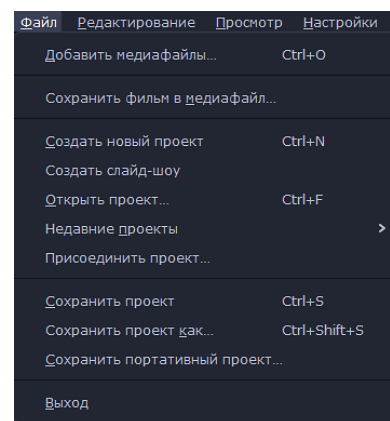 Файл Редактирование Просмотр Настройки
Добавить медиафайлы... Ctrl+O
Сохранить фильм в медиафайл...
Создать новый проект Ctrl+N
Создать слайд-шоу
Открыть проект... Ctrl+F
Недавние проекты >
Присоединить проект...
Сохранить проект Ctrl+S
Сохранить проект как... Ctrl+Shift+S
Сохранить портативный проект...
Выход